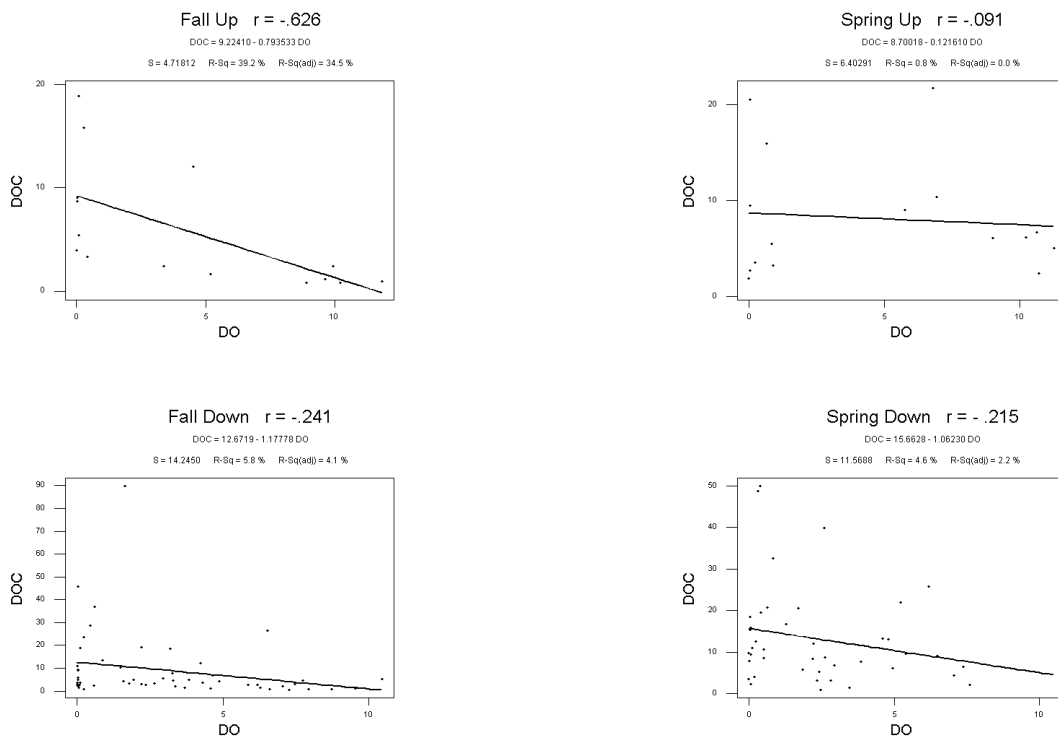 Fall Up r = -.626
DOC = 9.22410 - 0.793533 DO
S = 4.71812 R-Sq = 39.2 % R-Sq(adj) = 34.5 %
20
10
0
DOC
0 5 10
DO
Spring Up r = -.091
DOC = 8.70018 - 0.121610 DO
S = 6.40291 R-Sq = 0.8 % R-Sq(adj) = 0.0 %
20
10
0
DOC
0 5 10
DO
Fall Down r = -.241
DOC = 12.6719 - 1.17778 DO
S = 14.2450 R-Sq = 5.8 % R-Sq(adj) = 4.1 %
90
80
70
60
50
40
30
20
10
0
DOC
0 5 10
DO
Spring Down r = - .215
DOC = 15.6628 - 1.06230 DO
S = 11.5688 R-Sq = 4.6 % R-Sq(adj) = 2.2 %
50
40
30
20
10
0
DOC
0 5 10
DO